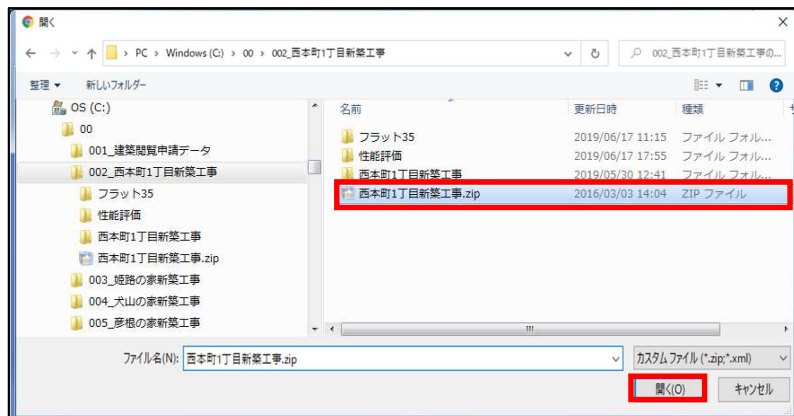 開く
PC > Windows (C:) > 00 > 002_西本町1丁目新築工事
002_西本町1丁目新築工事の...
整理 新しいフォルダー
OS (C:)
00
001_建築閲覧申請データ
002_西本町1丁目新築工事
フラット35
性能評価
西本町1丁目新築工事
西本町1丁目新築工事.zip
003_姫路の家新築工事
004_犬山の家新築工事
005_彦根の家新築工事
名前 更新日時 種類
フラット35 2019/06/17 11:15 ファイル フォル...
性能評価 2019/06/17 17:55 ファイル フォル...
西本町1丁目新築工事 2019/05/30 12:41 ファイル フォル...
西本町1丁目新築工事.zip 2016/03/03 14:04 ZIP ファイル
ファイル名(N): 西本町1丁目新築工事.zip カスタム ファイル (*.zip;*.xml)
開く(O) キャンセル